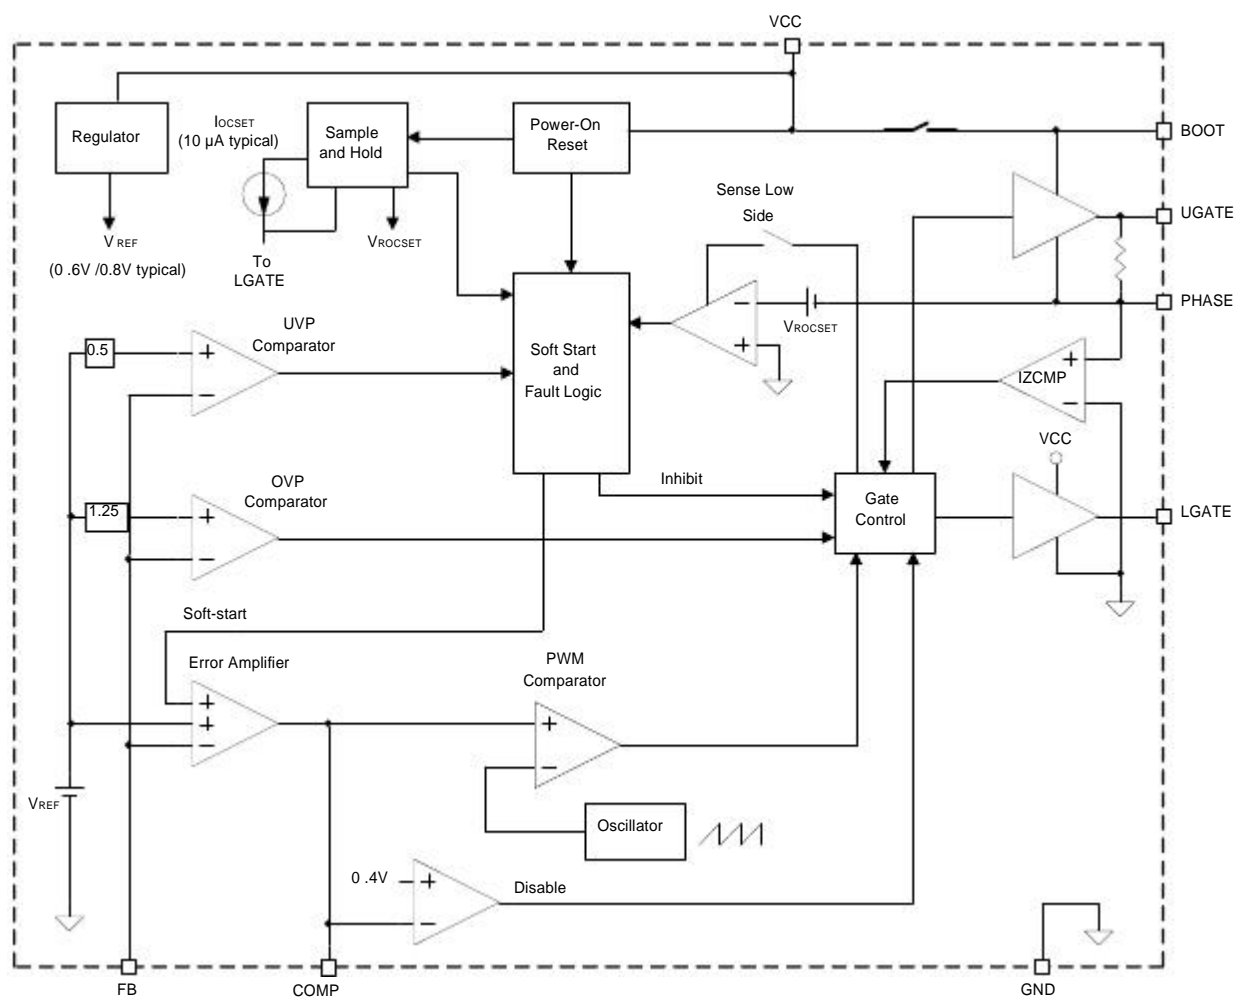 VCC
Regulator
IOCSET
(10 µA typical)
Sample
and Hold
Power-On
Reset
BOOT
Sense Low
Side
UGATE
VREF
(0 .6V /0.8V typical)
To
LGATE
VROCSET
PHASE
VROCSET
UVP
Comparator
0.5
+
−
Soft Start
and
Fault Logic
−
+
IZCMP
+
−
VCC
OVP
Comparator
1.25
+
−
Inhibit
Gate
Control
LGATE
Soft-start
Error Amplifier
+
+
−
PWM
Comparator
+
−
VREF
Oscillator
0 .4V
+
−
Disable
FB
COMP
GND